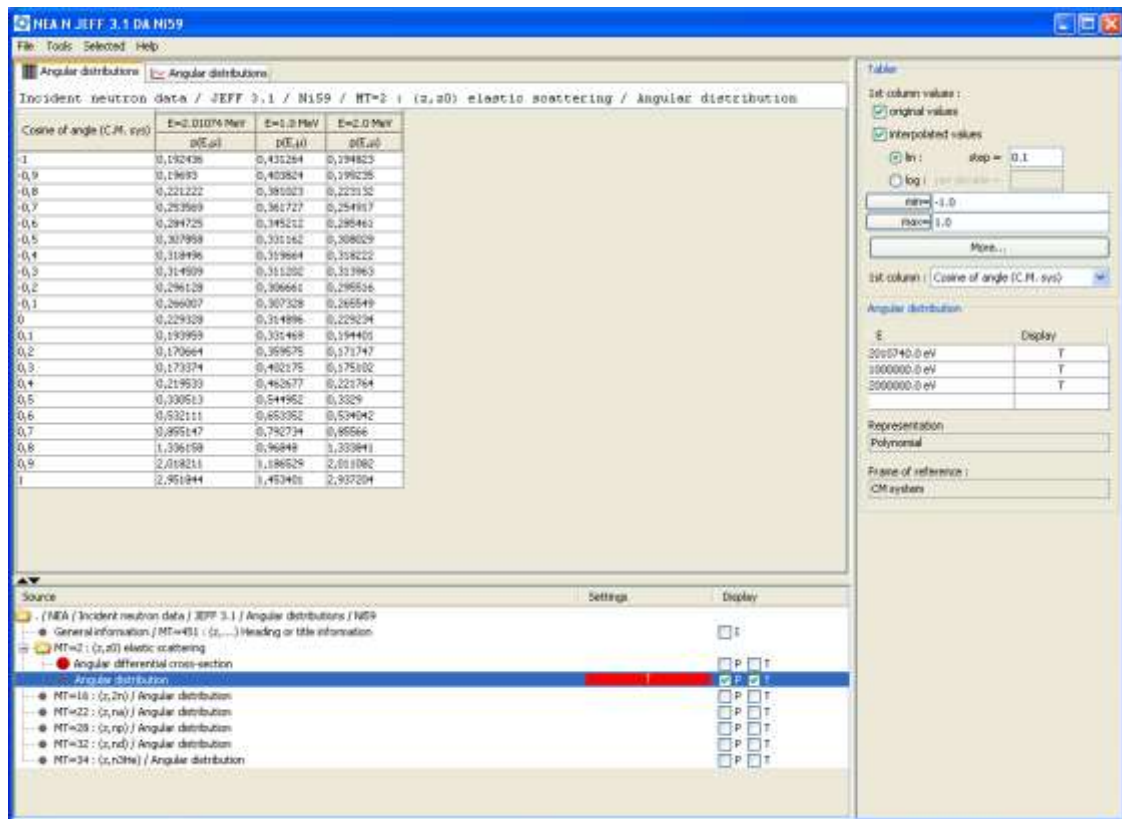 NEA N JEFF 3.1 DA Ni59
File Tools Selected Help
Angular distributions Angular distributions
Incident neutron data / JEFF 3.1 / Ni59 / MT=2 : (z,z0) elastic scattering / Angular distribution
Cosine of angle (C.M. sys) E=2.01074 MeV E=1.0 MeV E=2.0 MeV
p(E,μ) p(E,μ) p(E,μ)
-1 0,192436 0,431264 0,194823
-0,9 0,19693 0,403824 0,199235
-0,8 0,221222 0,381023 0,223132
-0,7 0,253589 0,361727 0,254917
-0,6 0,284725 0,345212 0,285461
-0,5 0,307858 0,331162 0,308029
-0,4 0,318496 0,319664 0,318222
-0,3 0,314509 0,311202 0,313963
-0,2 0,296128 0,306661 0,295516
-0,1 0,266007 0,307328 0,265549
0 0,229328 0,314896 0,229234
0,1 0,193959 0,331469 0,194401
0,2 0,170664 0,359575 0,171747
0,3 0,173374 0,402175 0,175102
0,4 0,219533 0,462677 0,221764
0,5 0,330513 0,544952 0,3329
0,6 0,532111 0,653352 0,534042
0,7 0,855147 0,792734 0,85566
0,8 1,336158 0,96848 1,333841
0,9 2,018211 1,186529 2,011082
1 2,951844 1,453401 2,937204
Table
1st column values :
original values
interpolated values
lin : step = 0.1
log :
min= -1.0
max= 1.0
More...
1st column : Cosine of angle (C.M. sys)
Angular distribution
E Display
2010740.0 eV T
1000000.0 eV T
2000000.0 eV T
Representation
Polynomial
Frame of reference :
CM system
Source Settings Display
. / NEA / Incident neutron data / JEFF 3.1 / Angular distributions / Ni59
General information / MT=451 : (z,...) Heading or title information I
MT=2 : (z,z0) elastic scattering
Angular differential cross-section P T
Angular distribution T P T
MT=16 : (z,2n) / Angular distribution P T
MT=22 : (z,na) / Angular distribution P T
MT=28 : (z,np) / Angular distribution P T
MT=32 : (z,nd) / Angular distribution P T
MT=34 : (z,n3He) / Angular distribution P T